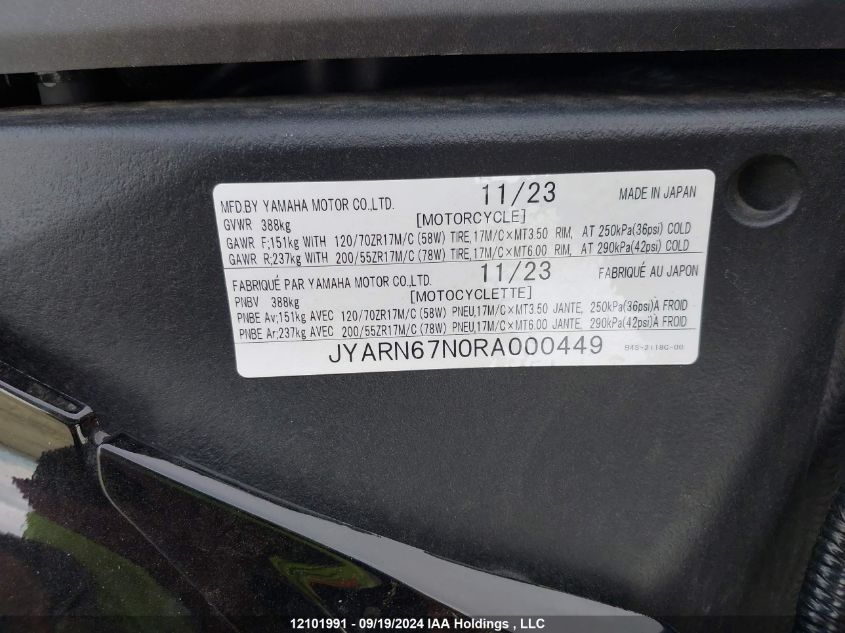 MFD.BY YAMAHA MOTOR CO.,LTD. 11/23 MADE IN JAPAN
GVWR 388kg [MOTORCYCLE]
GAWR F;151kg WITH 120/70ZR17M/C (58W) TIRE,17M/C×MT3.50 RIM, AT 250kPa(36psi) COLD
GAWR R;237kg WITH 200/55ZR17M/C (78W) TIRE,17M/C×MT6.00 RIM, AT 290kPa(42psi) COLD
FABRIQUÉ PAR YAMAHA MOTOR CO.,LTD. 11/23 FABRIQUÉ AU JAPON
PNBV 388kg [MOTOCYCLETTE]
PNBE Av;151kg AVEC 120/70ZR17M/C (58W) PNEU,17M/C×MT3.50 JANTE, 250kPa(36psi)À FROID
PNBE Ar;237kg AVEC 200/55ZR17M/C (78W) PNEU,17M/C×MT6.00 JANTE, 290kPa(42psi)À FROID
JYARN67N0RA000449 B4S-2118G-00
12101991 - 09/19/2024 IAA Holdings , LLC